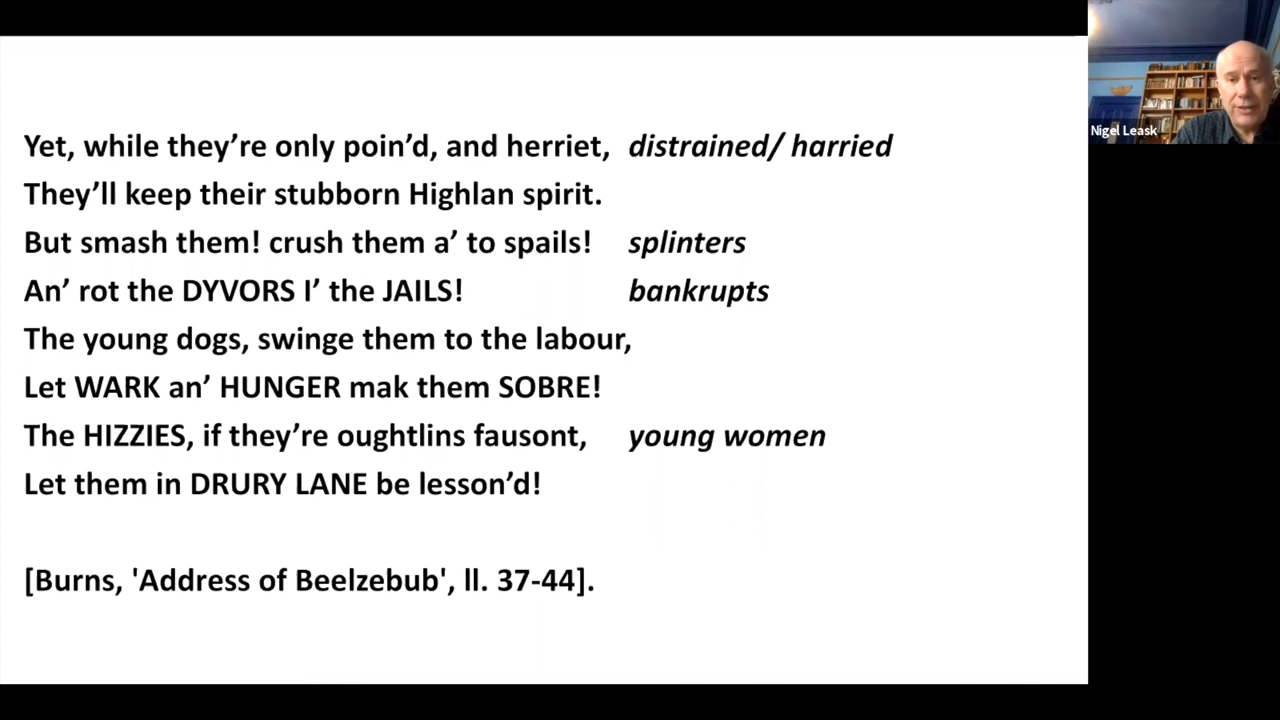 Yet, while they’re only poin’d, and herriet, distrained/ harried
They’ll keep their stubborn Highlan spirit.
But smash them! crush them a’ to spails! splinters
An’ rot the DYVORS I’ the JAILS! bankrupts
The young dogs, swinge them to the labour,
Let WARK an’ HUNGER mak them SOBRE!
The HIZZIES, if they’re oughtlins fausont, young women
Let them in DRURY LANE be lesson’d!
[Burns, 'Address of Beelzebub', ll. 37-44].
Nigel Leask